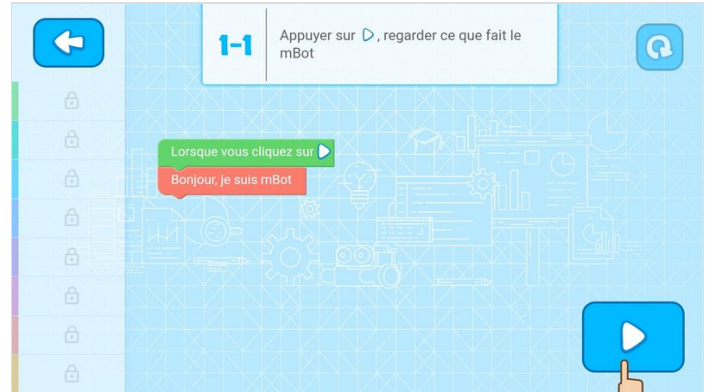 1-1
Appuyer sur , regarder ce que fait le
mBot
Lorsque vous cliquez sur
Bonjour, je suis mBot